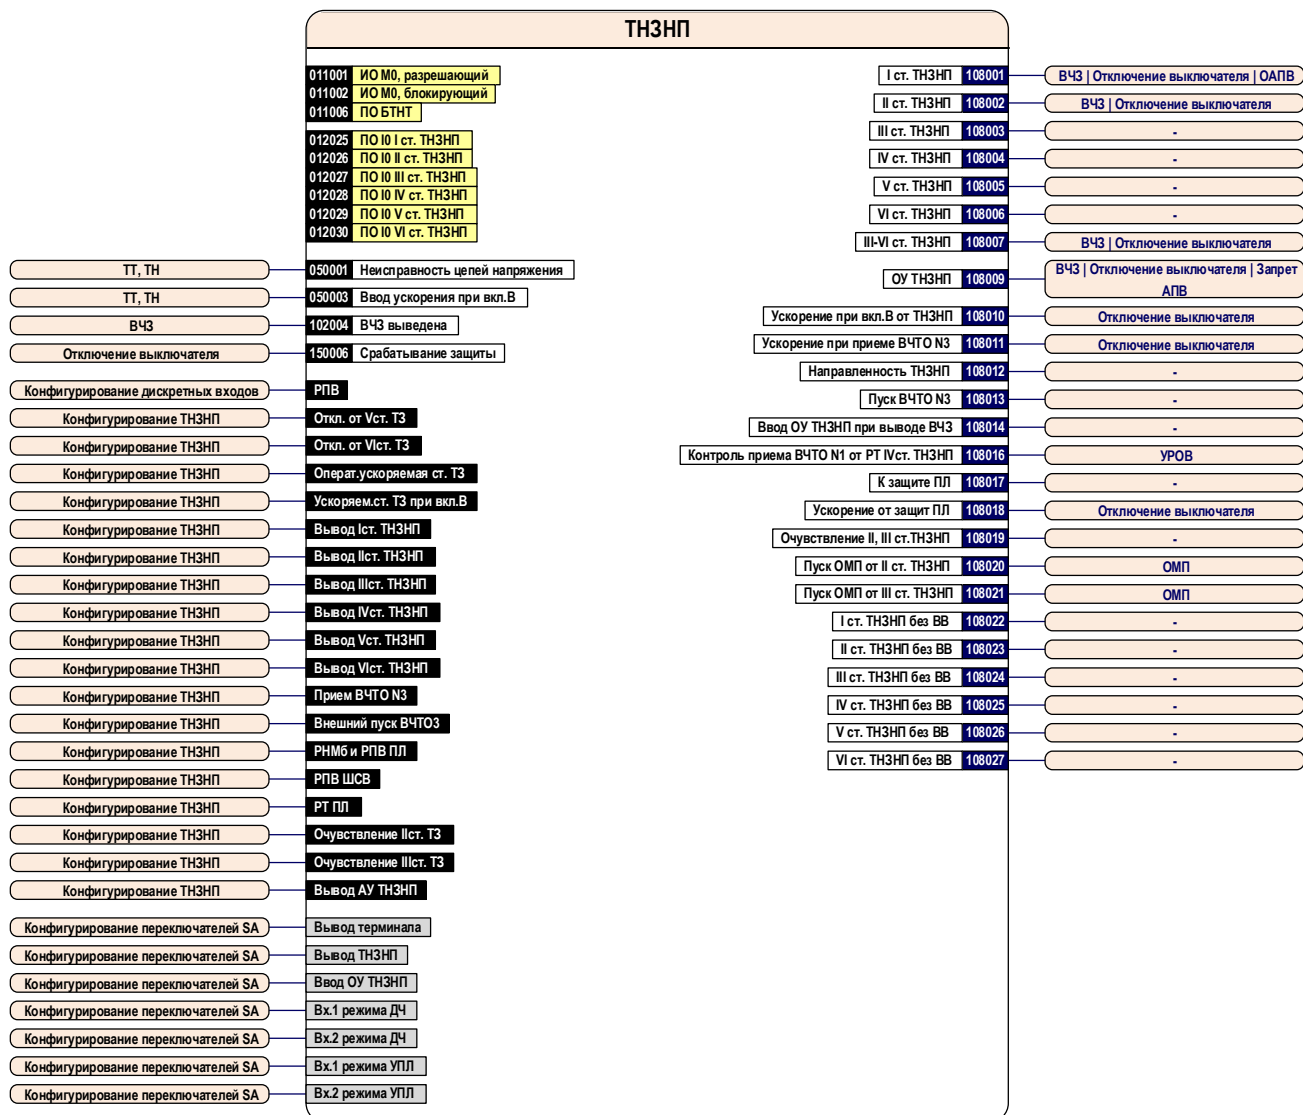 ТНЗНП
011001 ИО М0, разрешающий
011002 ИО М0, блокирующий
011006 ПО БТНТ
012025 ПО I0 I ст. ТНЗНП
012026 ПО I0 II ст. ТНЗНП
012027 ПО I0 III ст. ТНЗНП
012028 ПО I0 IV ст. ТНЗНП
012029 ПО I0 V ст. ТНЗНП
012030 ПО I0 VI ст. ТНЗНП
ТТ, ТН 050001 Неисправность цепей напряжения
ТТ, ТН 050003 Ввод ускорения при вкл.В
ВЧЗ 102004 ВЧЗ выведена
Отключение выключателя 150006 Срабатывание защиты
Конфигурирование дискретных входов РПВ
Конфигурирование ТНЗНП Откл. от Vст. ТЗ
Конфигурирование ТНЗНП Откл. от VIст. ТЗ
Конфигурирование ТНЗНП Операт.ускоряемая ст. ТЗ
Конфигурирование ТНЗНП Ускоряем.ст. ТЗ при вкл.В
Конфигурирование ТНЗНП Вывод Iст. ТНЗНП
Конфигурирование ТНЗНП Вывод IIст. ТНЗНП
Конфигурирование ТНЗНП Вывод IIIст. ТНЗНП
Конфигурирование ТНЗНП Вывод IVст. ТНЗНП
Конфигурирование ТНЗНП Вывод Vст. ТНЗНП
Конфигурирование ТНЗНП Вывод VIст. ТНЗНП
Конфигурирование ТНЗНП Прием ВЧТО N3
Конфигурирование ТНЗНП Внешний пуск ВЧТО3
Конфигурирование ТНЗНП РНМб и РПВ ПЛ
Конфигурирование ТНЗНП РПВ ШСВ
Конфигурирование ТНЗНП РТ ПЛ
Конфигурирование ТНЗНП Очувствление IIст. ТЗ
Конфигурирование ТНЗНП Очувствление IIIст. ТЗ
Конфигурирование ТНЗНП Вывод АУ ТНЗНП
Конфигурирование переключателей SA Вывод терминала
Конфигурирование переключателей SA Вывод ТНЗНП
Конфигурирование переключателей SA Ввод ОУ ТНЗНП
Конфигурирование переключателей SA Вх.1 режима ДЧ
Конфигурирование переключателей SA Вх.2 режима ДЧ
Конфигурирование переключателей SA Вх.1 режима УПЛ
Конфигурирование переключателей SA Вх.2 режима УПЛ
I ст. ТНЗНП 108001 ВЧЗ | Отключение выключателя | ОАПВ
II ст. ТНЗНП 108002 ВЧЗ | Отключение выключателя
III ст. ТНЗНП 108003 -
IV ст. ТНЗНП 108004 -
V ст. ТНЗНП 108005 -
VI ст. ТНЗНП 108006 -
III-VI ст. ТНЗНП 108007 ВЧЗ | Отключение выключателя
ОУ ТНЗНП 108009 ВЧЗ | Отключение выключателя | Запрет
АПВ
Ускорение при вкл.В от ТНЗНП 108010 Отключение выключателя
Ускорение при приеме ВЧТО N3 108011 Отключение выключателя
Направленность ТНЗНП 108012 -
Пуск ВЧТО N3 108013 -
Ввод ОУ ТНЗНП при выводе ВЧЗ 108014 -
Контроль приема ВЧТО N1 от РТ IVст. ТНЗНП 108016 УРОВ
К защите ПЛ 108017 -
Ускорение от защит ПЛ 108018 Отключение выключателя
Очувствление II, III ст.ТНЗНП 108019 -
Пуск ОМП от II ст. ТНЗНП 108020 ОМП
Пуск ОМП от III ст. ТНЗНП 108021 ОМП
I ст. ТНЗНП без ВВ 108022 -
II ст. ТНЗНП без ВВ 108023 -
III ст. ТНЗНП без ВВ 108024 -
IV ст. ТНЗНП без ВВ 108025 -
V ст. ТНЗНП без ВВ 108026 -
VI ст. ТНЗНП без ВВ 108027 -